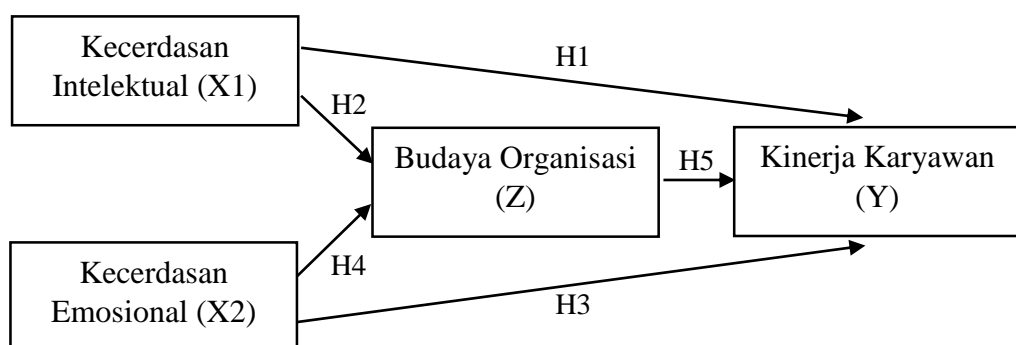 Kecerdasan
Intelektual (X1)
H1
H2
Budaya Organisasi
(Z)
H5
Kinerja Karyawan
(Y)
H4
Kecerdasan
Emosional (X2)
H3